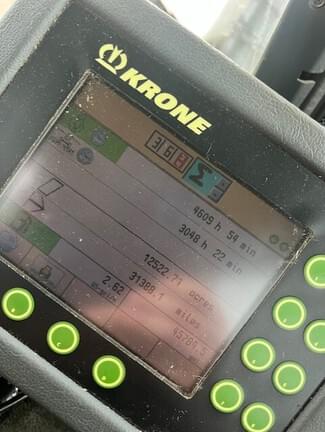 KRONE
Σ
4609 h 54 min
3048 h 22 min
12522.71 acres
31380.1 miles
2.62